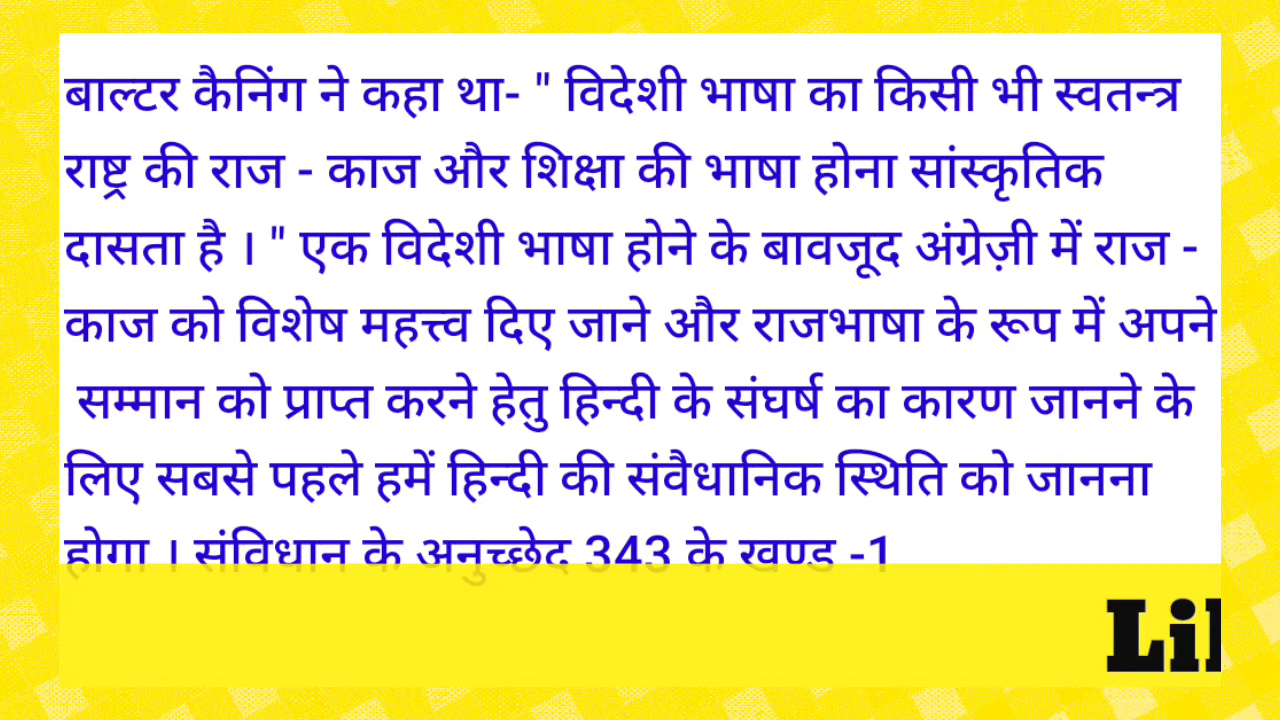 बाल्टर कैनिंग ने कहा था- " विदेशी भाषा का किसी भी स्वतन्त्र
राष्ट्र की राज - काज और शिक्षा की भाषा होना सांस्कृतिक
दासता है । " एक विदेशी भाषा होने के बावजूद अंग्रेज़ी में राज -
काज को विशेष महत्त्व दिए जाने और राजभाषा के रूप में अपने
सम्मान को प्राप्त करने हेतु हिन्दी के संघर्ष का कारण जानने के
लिए सबसे पहले हमें हिन्दी की संवैधानिक स्थिति को जानना
होगा । संविधान के अनुच्छेद 343 के खण्ड -1